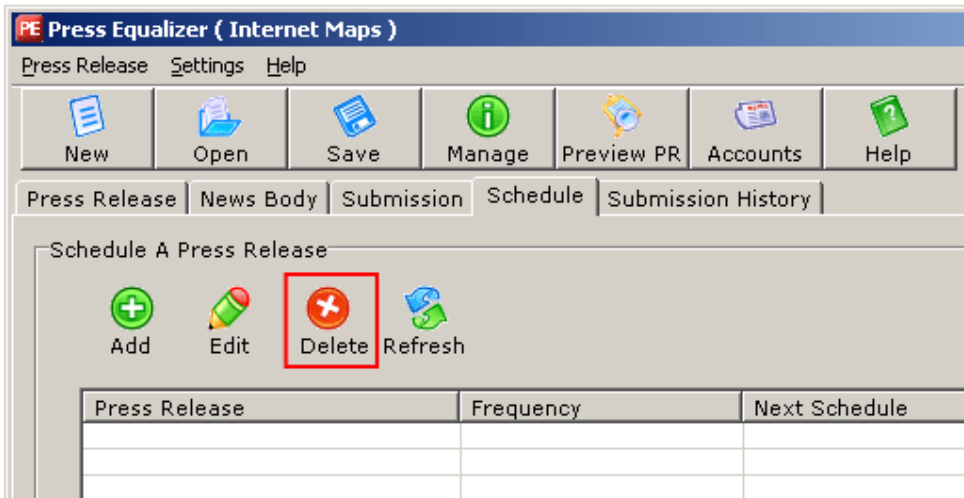 PE Press Equalizer ( Internet Maps )
Press Release Settings Help
New Open Save Manage Preview PR Accounts Help
Press Release News Body Submission Schedule Submission History
Schedule A Press Release
Add Edit Delete Refresh
Press Release Frequency Next Schedule